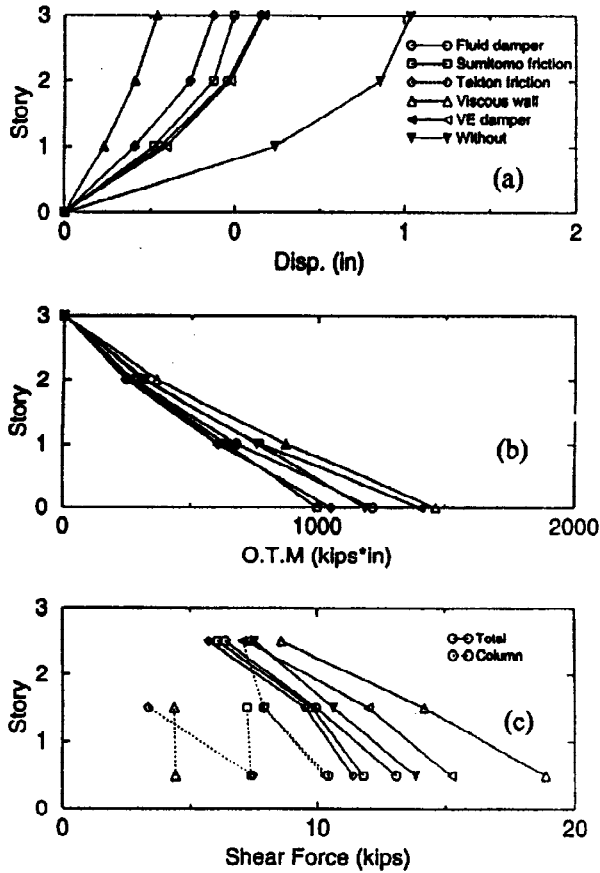 3
2
1
0
Story
Fluid damper
Sumitomo friction
Tekton friction
Viscous wall
VE damper
Without
(a)
0 0 1 2
Disp. (in)
3
2
1
0
Story
(b)
0 1000 2000
O.T.M (kips*in)
3
2
1
0
Story
Total
Column
(c)
0 10 20
Shear Force (kips)